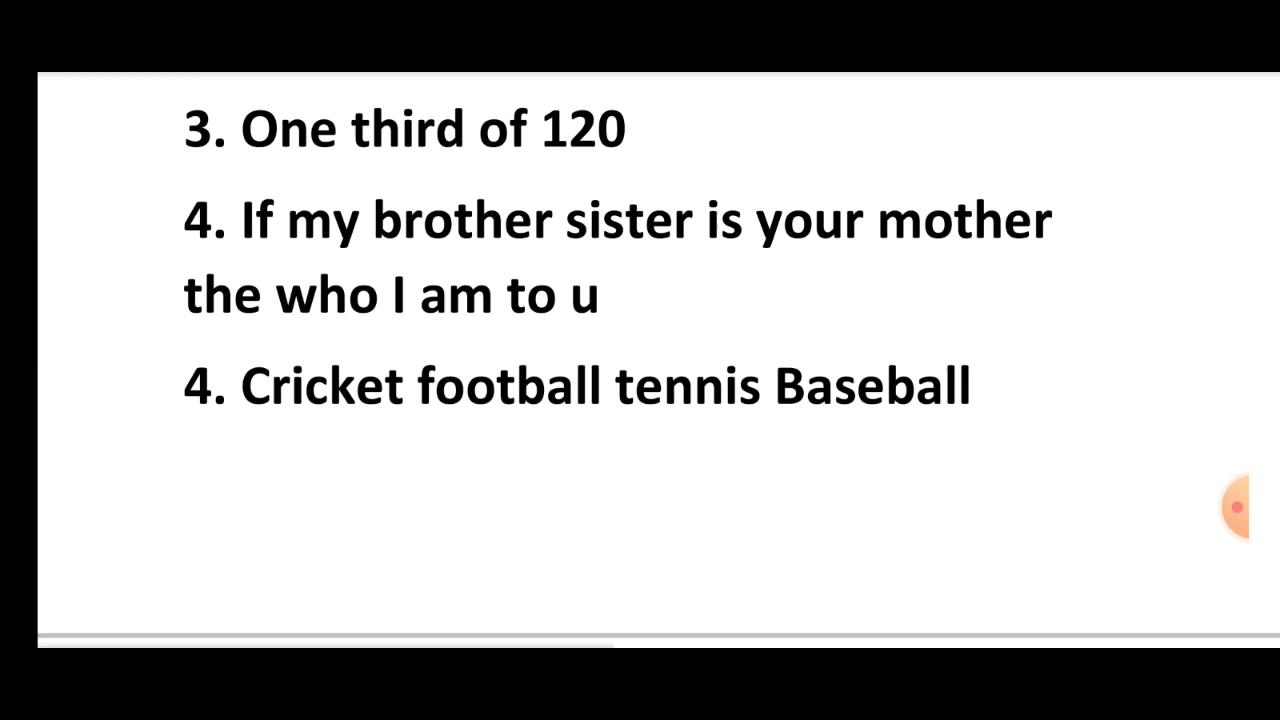 3. One third of 120
4. If my brother sister is your mother
the who I am to u
4. Cricket football tennis Baseball